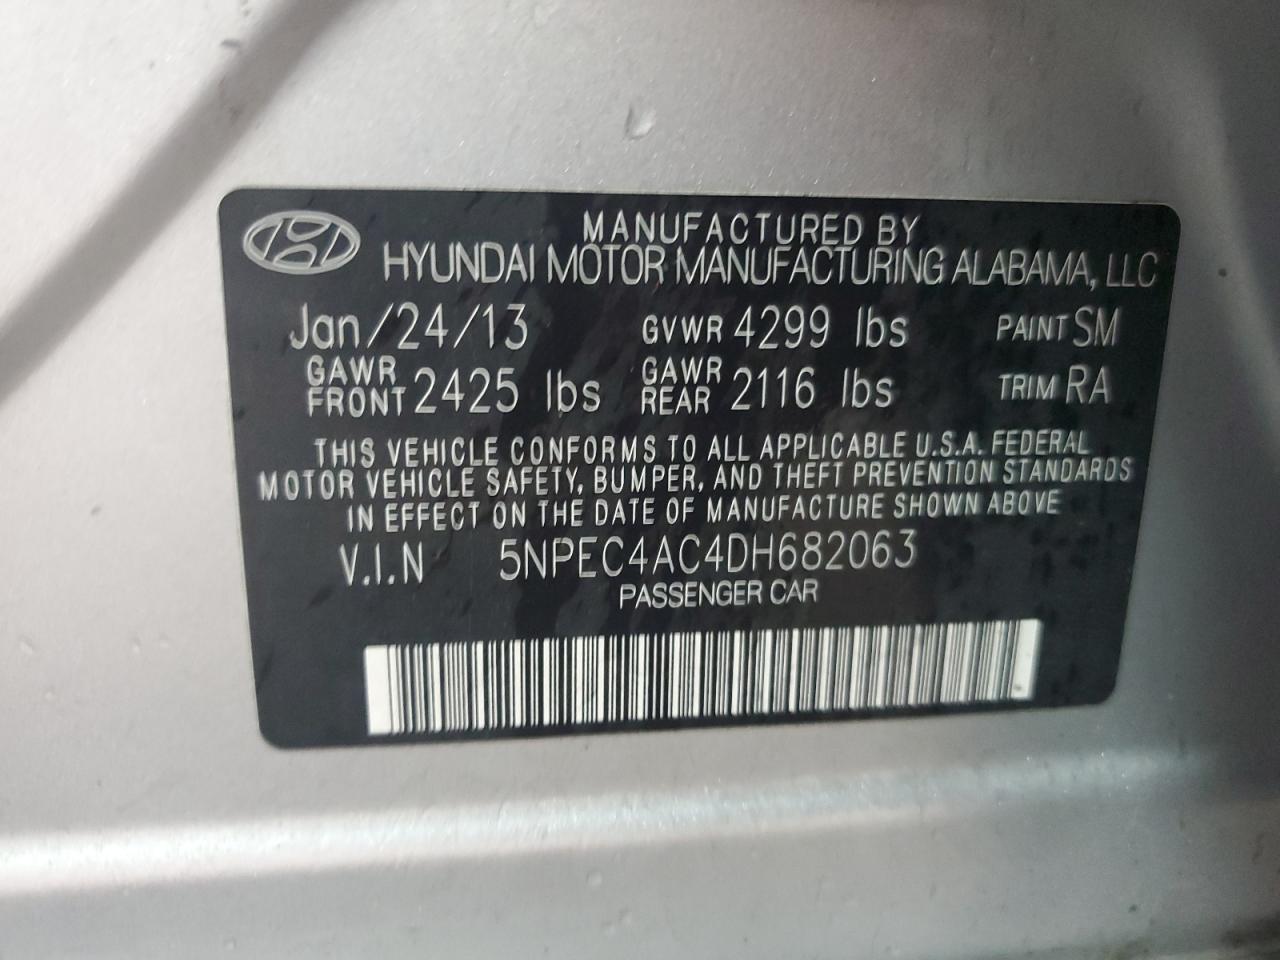 MANUFACTURED BY
HYUNDAI MOTOR MANUFACTURING ALABAMA, LLC
Jan/24/13 GVWR 4299 lbs PAINT SM
GAWR FRONT 2425 lbs GAWR REAR 2116 lbs TRIM RA
THIS VEHICLE CONFORMS TO ALL APPLICABLE U.S.A. FEDERAL
MOTOR VEHICLE SAFETY, BUMPER, AND THEFT PREVENTION STANDARDS
IN EFFECT ON THE DATE OF MANUFACTURE SHOWN ABOVE
V.I.N 5NPEC4AC4DH682063
PASSENGER CAR